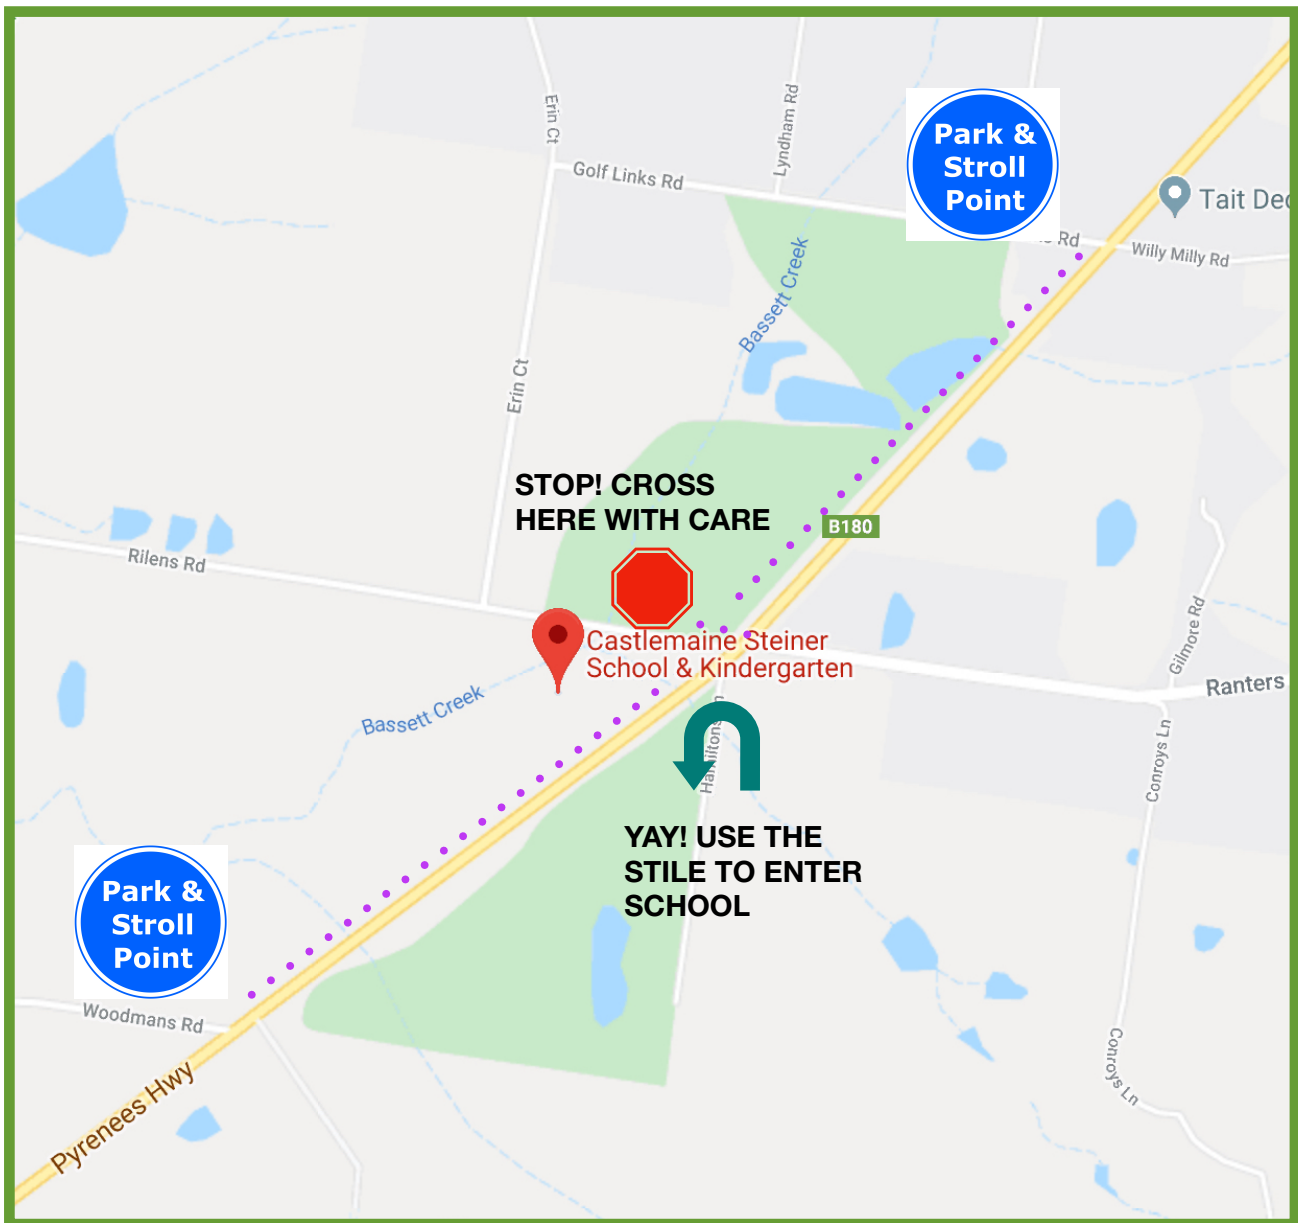 Erin Ct
Lyndham Rd
Golf Links Rd
Park &
Stroll
Point
Tait Dec
Rd
Willy Milly Rd
Bassett Creek
Erin Ct
STOP! CROSS
HERE WITH CARE
B180
Rilens Rd
Castlemaine Steiner
School & Kindergarten
Gilmore Rd
Ranters
Bassett Creek
Hamiltons
Conroys Ln
YAY! USE THE
STILE TO ENTER
SCHOOL
Park &
Stroll
Point
Woodmans Rd
Pyrenees Hwy
Conroys Ln